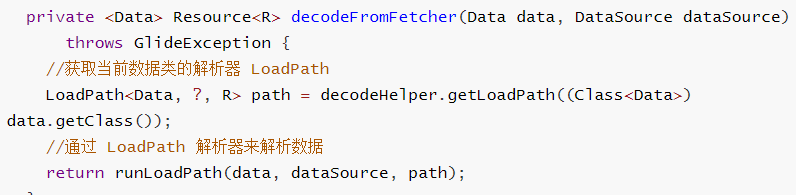 private <Data> Resource<R> decodeFromFetcher(Data data, DataSource dataSource)
throws GlideException {
//获取当前数据类的解析器 LoadPath
LoadPath<Data, ?, R> path = decodeHelper.getLoadPath((Class<Data>)
data.getClass());
//通过 LoadPath 解析器来解析数据
return runLoadPath(data, dataSource, path);
}